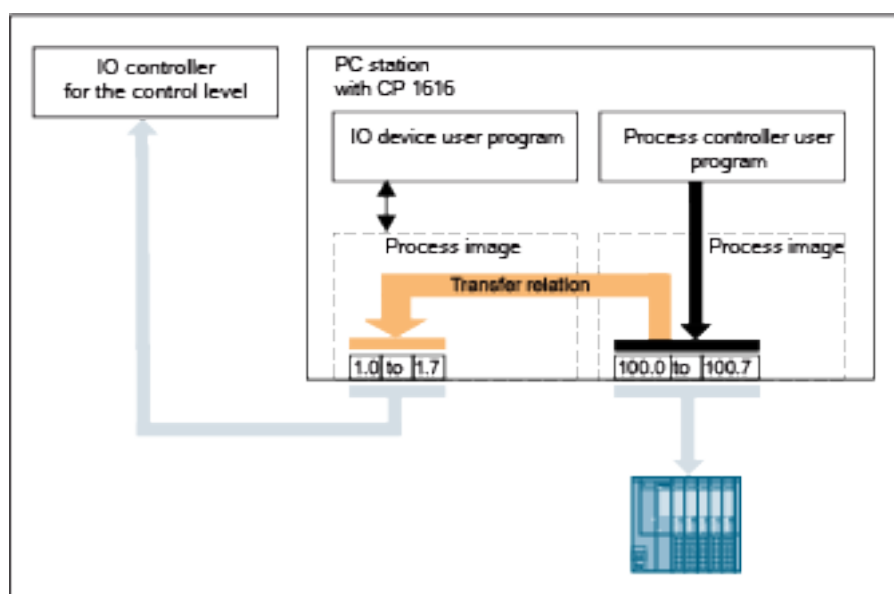 IO controller
for the control level
PC station
with CP 1616
IO device user program
Process controller user
program
Process image
Process image
Transfer relation
1.0 to 1.7
100.0 to 100.7